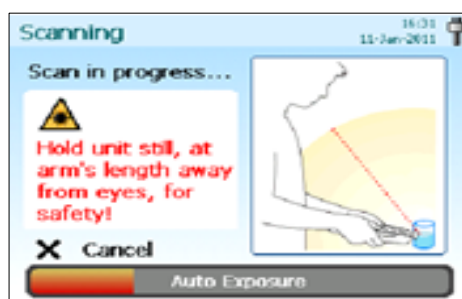 Scanning
16:31
11-Jan-2011
Scan in progress...
Hold unit still, at
arm's length away
from eyes, for
safety!
X Cancel
Auto Exposure